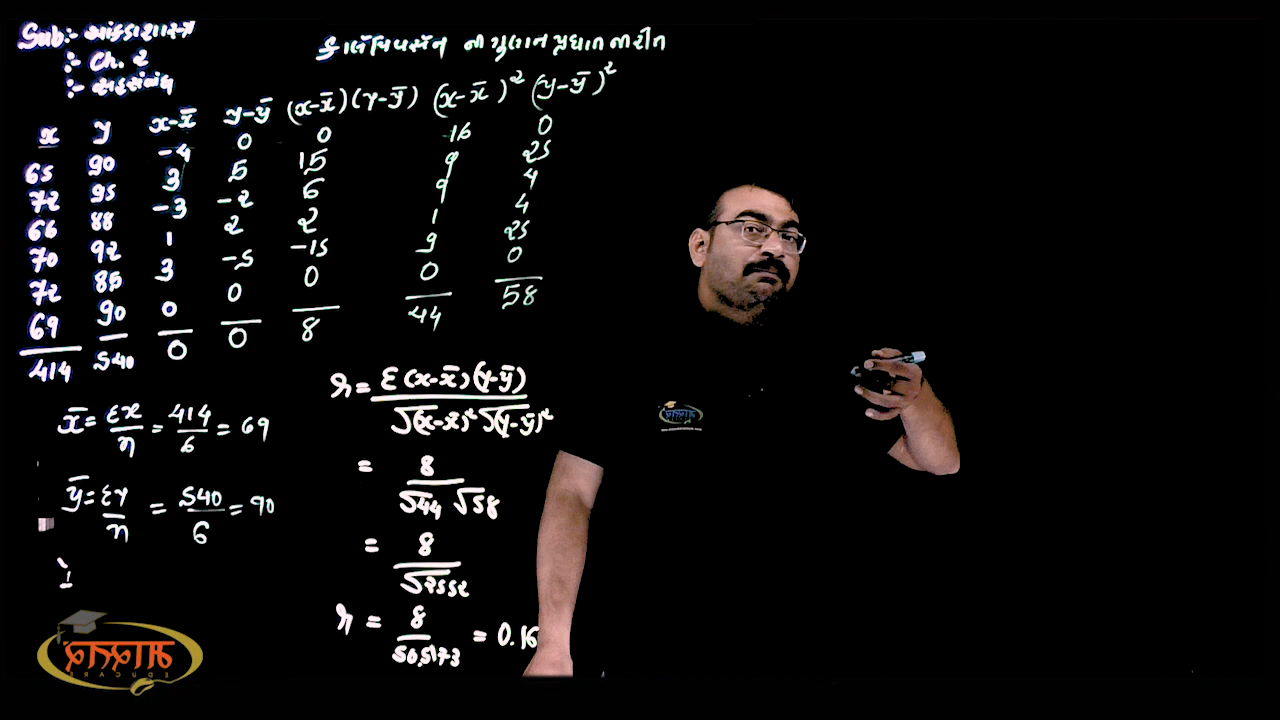 Sub:- આંકડાશાસ્ત્ર
:- Ch. 2
:- સહસંબંધ
કાર્લ પિયર્સન ની ગુણાન પ્રઘાત ની રીત
x y x-x̄ y-ȳ (x-x̄)(y-ȳ) (x-x̄)² (y-ȳ)²
65 90 -4 0 0 16 0
72 95 3 5 15 9 25
66 88 -3 -2 6 9 4
70 92 1 2 2 1 4
72 85 3 -5 -15 9 25
69 90 0 0 0 0 0
414 540 0 0 8 44 58
x̄ = Σx/n = 414/6 = 69
ȳ = Σy/n = 540/6 = 90
r = Σ(x-x̄)(y-ȳ) / √(x-x̄)² √(y-ȳ)²
= 8 / √44 √58
= 8 / √2552
r = 8 / 50.5173 = 0.16
EDUCARE